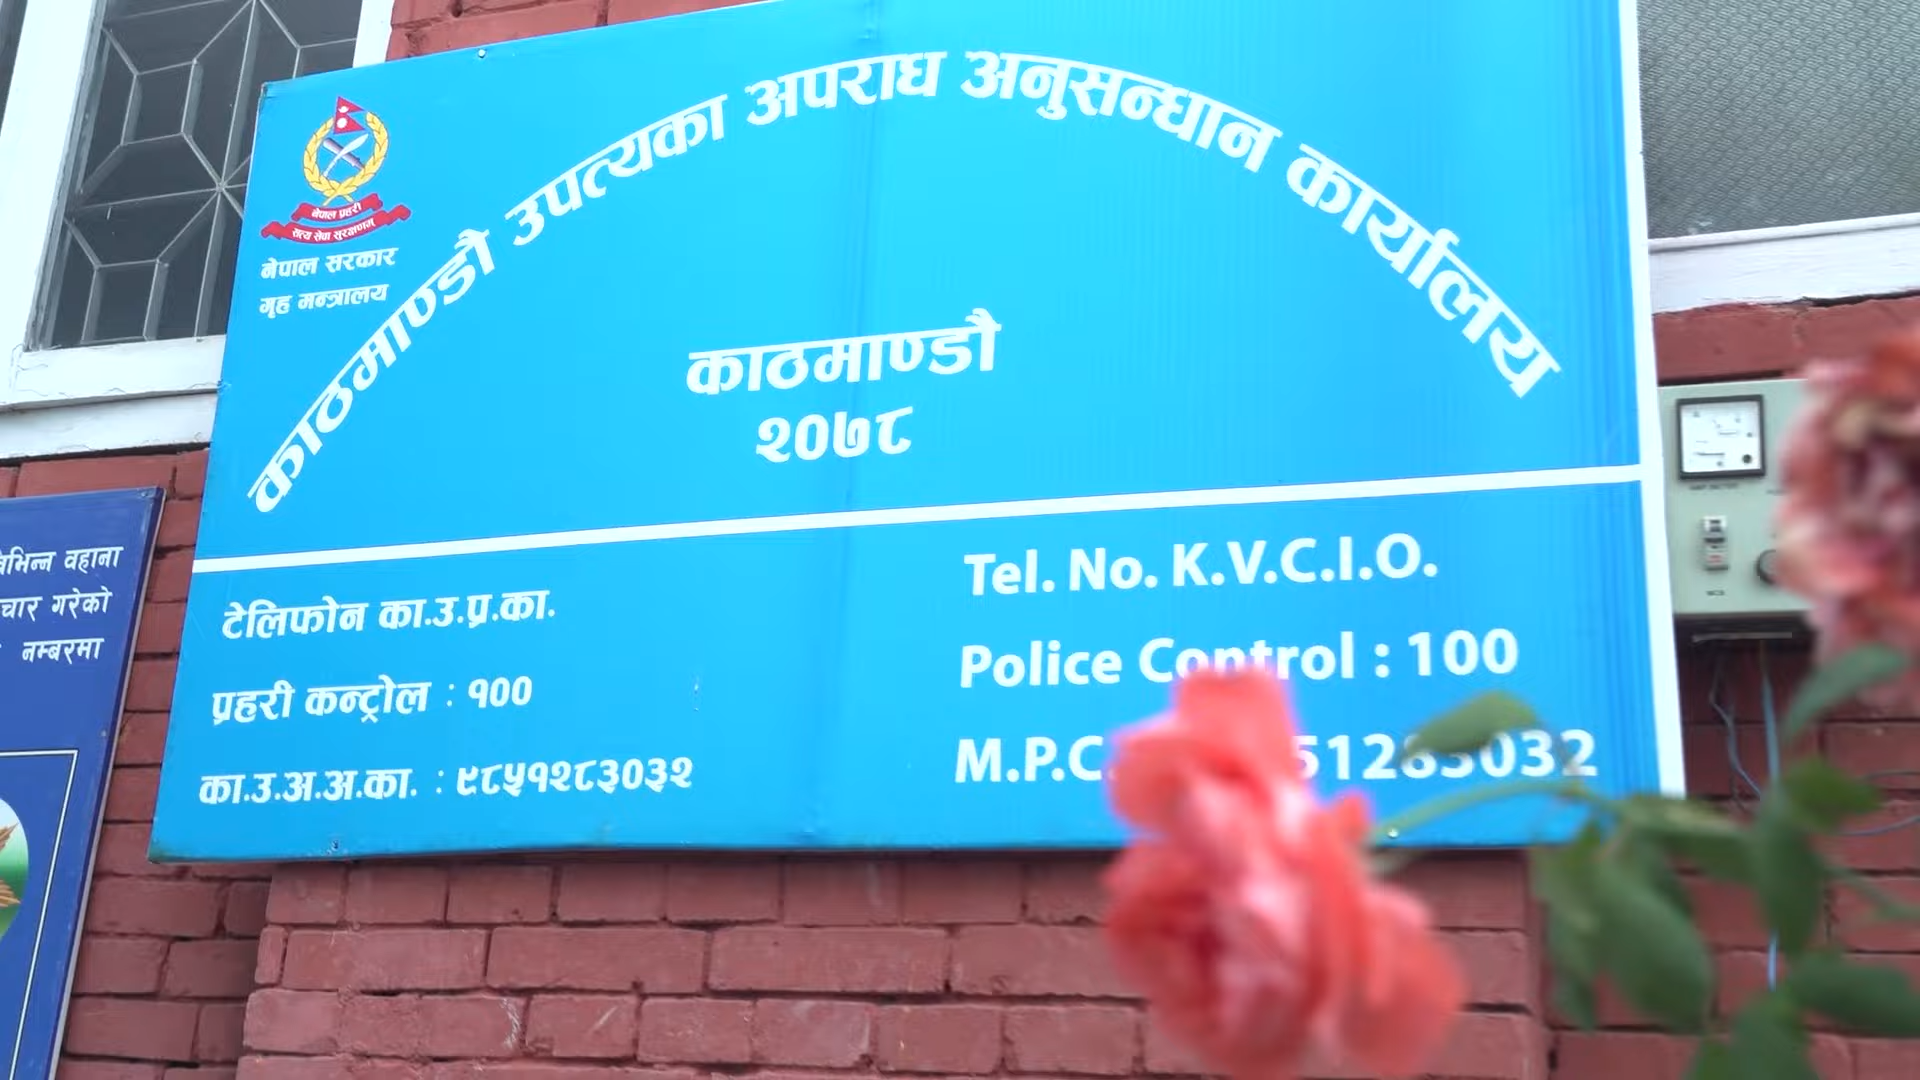 काठमाण्डौ उपत्यका अपराध अनुसन्धान कार्यालय
नेपाल प्रहरी
सत्य सेवा सुरक्षणम्
नेपाल सरकार
गृह मन्त्रालय
काठमाण्डौ
२०७८
टेलिफोन का.उ.प्र.का.
प्रहरी कन्ट्रोल : १००
का.उ.अ.अ.का. : ९८५१२८३०३२
Tel. No. K.V.C.I.O.
Police Control : 100
M.P.C.
वहाना
गरेको
नम्बरमा